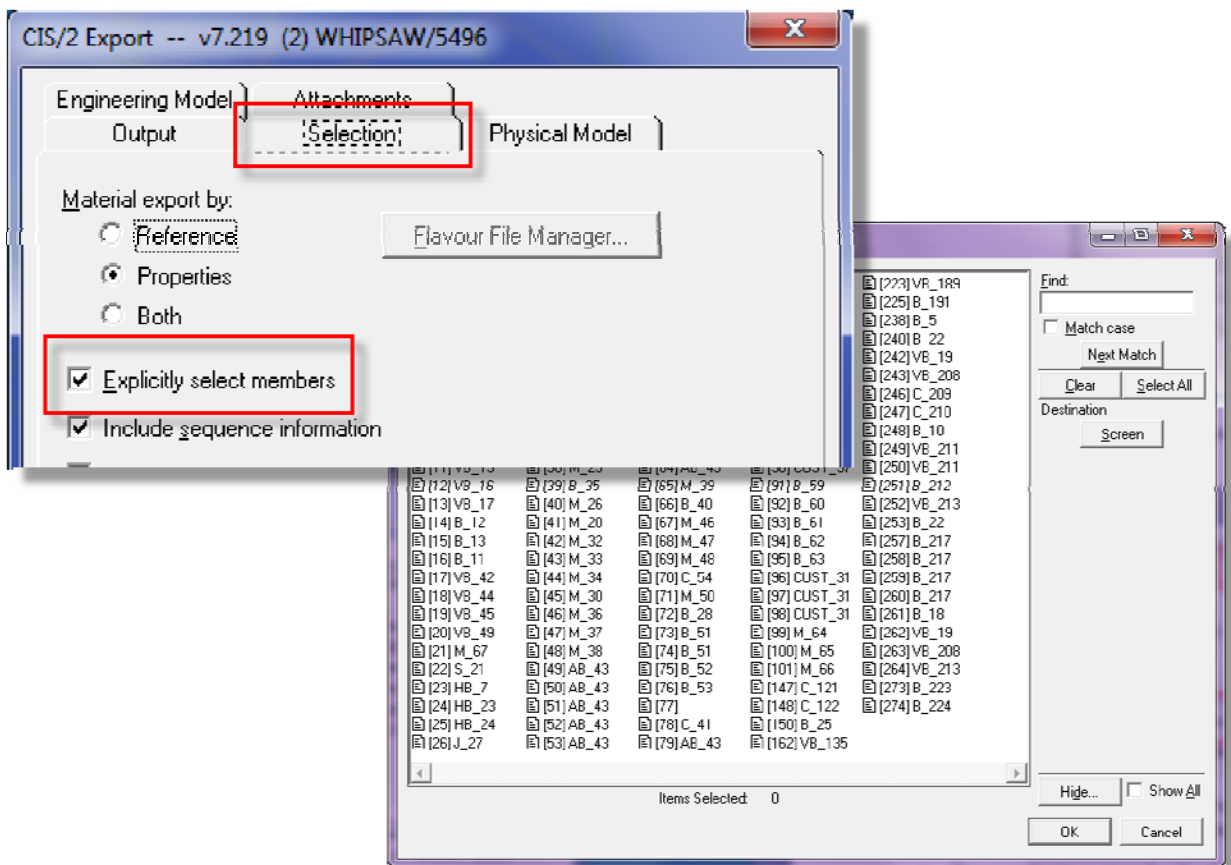 CIS/2 Export -- v7.219 (2) WHIPSAW/5496
Engineering Model
Attachments
Output
Selection
Physical Model
Material export by:
Reference
Properties
Both
Flavour File Manager...
Explicitly select members
Include sequence information
[11] VB_15
[12] VB_16
[13] VB_17
[14] B_12
[15] B_13
[16] B_11
[17] VB_42
[18] VB_44
[19] VB_45
[20] VB_49
[21] M_67
[22] S_21
[23] HB_7
[24] HB_23
[25] HB_24
[26] J_27
[39] B_35
[40] M_26
[41] M_20
[42] M_32
[43] M_33
[44] M_34
[45] M_30
[46] M_36
[47] M_37
[48] M_38
[49] AB_43
[50] AB_43
[51] AB_43
[52] AB_43
[53] AB_43
[64] AB_43
[65] M_39
[66] B_40
[67] M_46
[68] M_47
[69] M_48
[70] C_54
[71] M_50
[72] B_28
[73] B_51
[74] B_51
[75] B_52
[76] B_53
[77]
[78] C_41
[79] AB_43
[91] B_59
[92] B_60
[93] B_61
[94] B_62
[95] B_63
[96] CUST_31
[97] CUST_31
[98] CUST_31
[99] M_64
[100] M_65
[101] M_66
[147] C_121
[148] C_122
[150] B_25
[162] VB_135
[223] VB_189
[225] B_191
[238] B_5
[240] B_22
[242] VB_19
[243] VB_208
[246] C_209
[247] C_210
[248] B_10
[249] VB_211
[250] VB_211
[251] B_212
[252] VB_213
[253] B_22
[257] B_217
[258] B_217
[259] B_217
[260] B_217
[261] B_18
[262] VB_19
[263] VB_208
[264] VB_213
[273] B_223
[274] B_224
Items Selected: 0
Find:
Match case
Next Match
Clear
Select All
Destination
Screen
Hide...
Show All
OK
Cancel